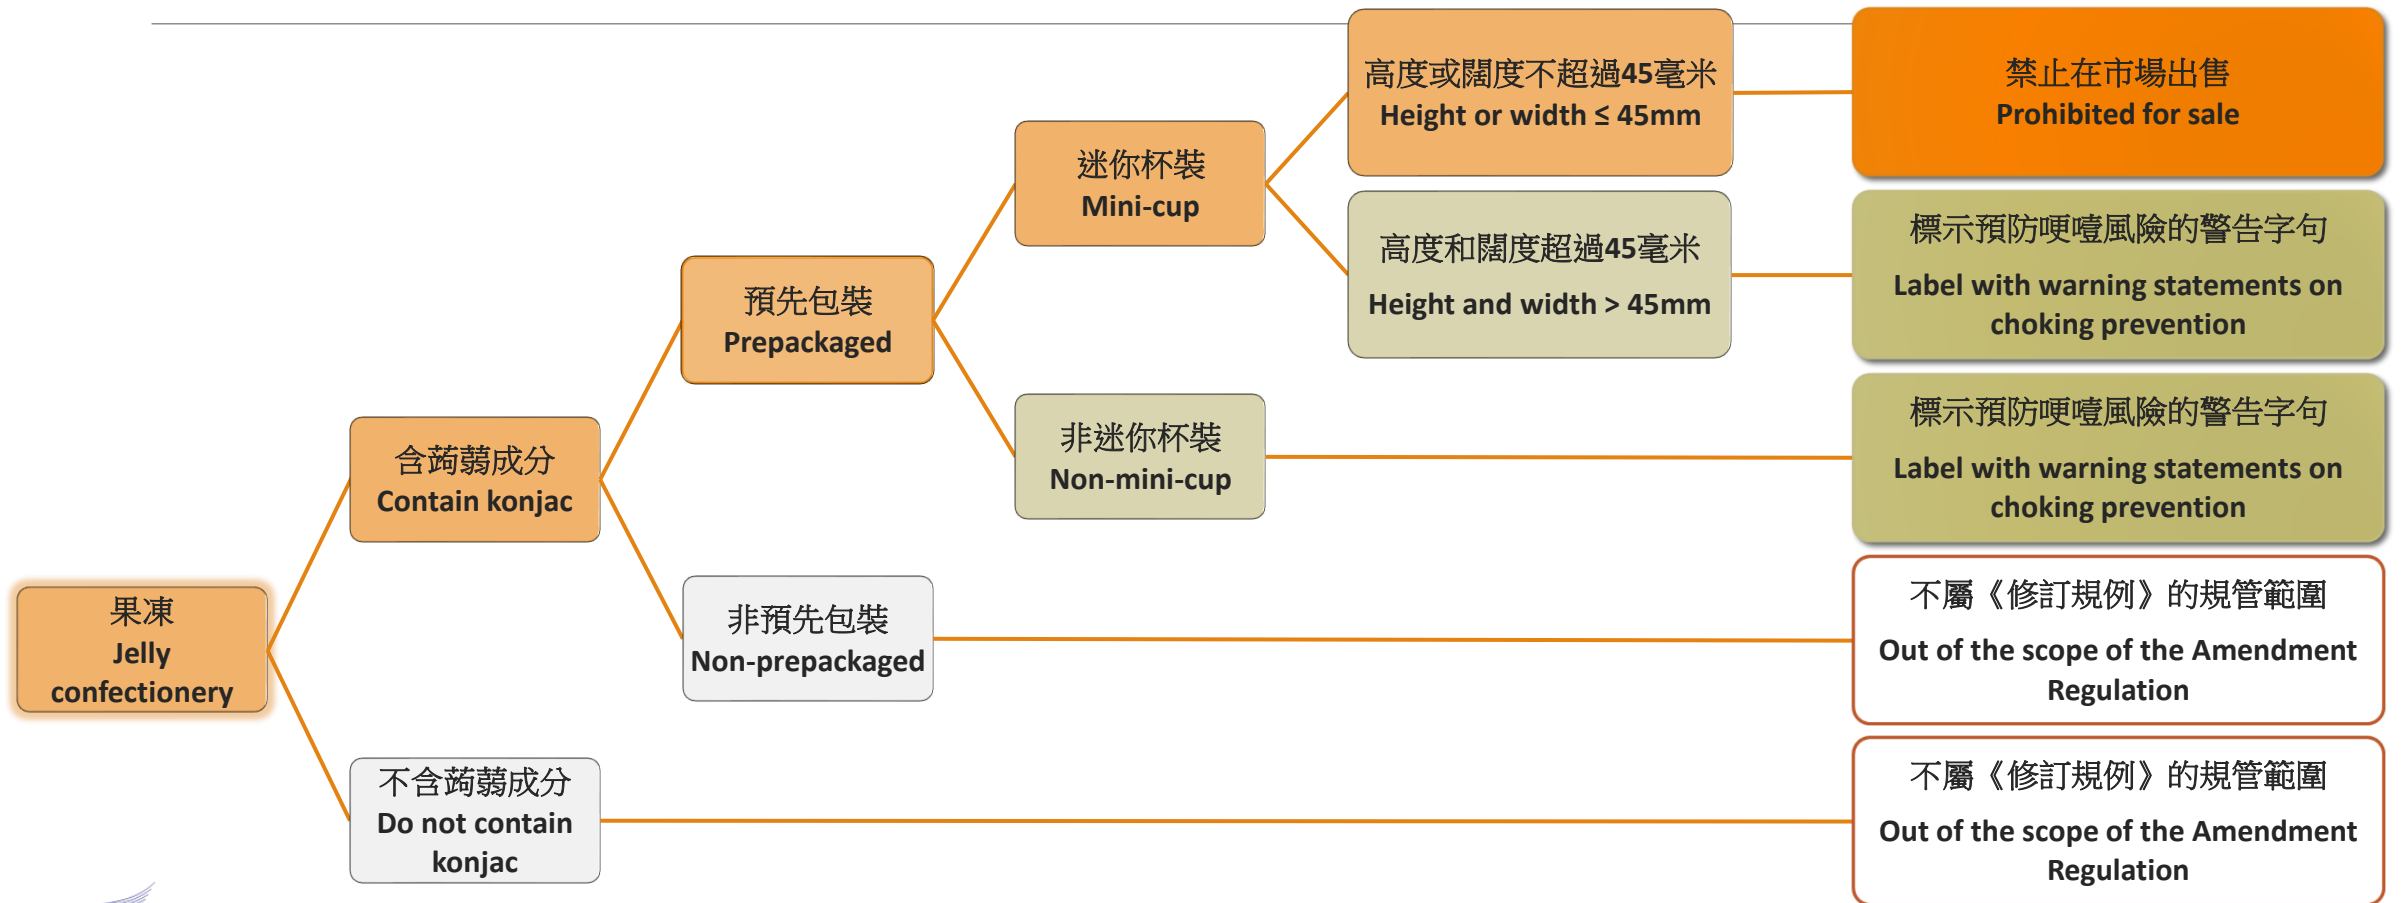 果凍
Jelly
confectionery
含蒟蒻成分
Contain konjac
不含蒟蒻成分
Do not contain
konjac
預先包裝
Prepackaged
非預先包裝
Non-prepackaged
迷你杯裝
Mini-cup
非迷你杯裝
Non-mini-cup
高度或闊度不超過45毫米
Height or width ≤ 45mm
高度和闊度超過45毫米
Height and width > 45mm
禁止在市場出售
Prohibited for sale
標示預防哽噎風險的警告字句
Label with warning statements on
choking prevention
標示預防哽噎風險的警告字句
Label with warning statements on
choking prevention
不屬《修訂規例》的規管範圍
Out of the scope of the Amendment
Regulation
不屬《修訂規例》的規管範圍
Out of the scope of the Amendment
Regulation